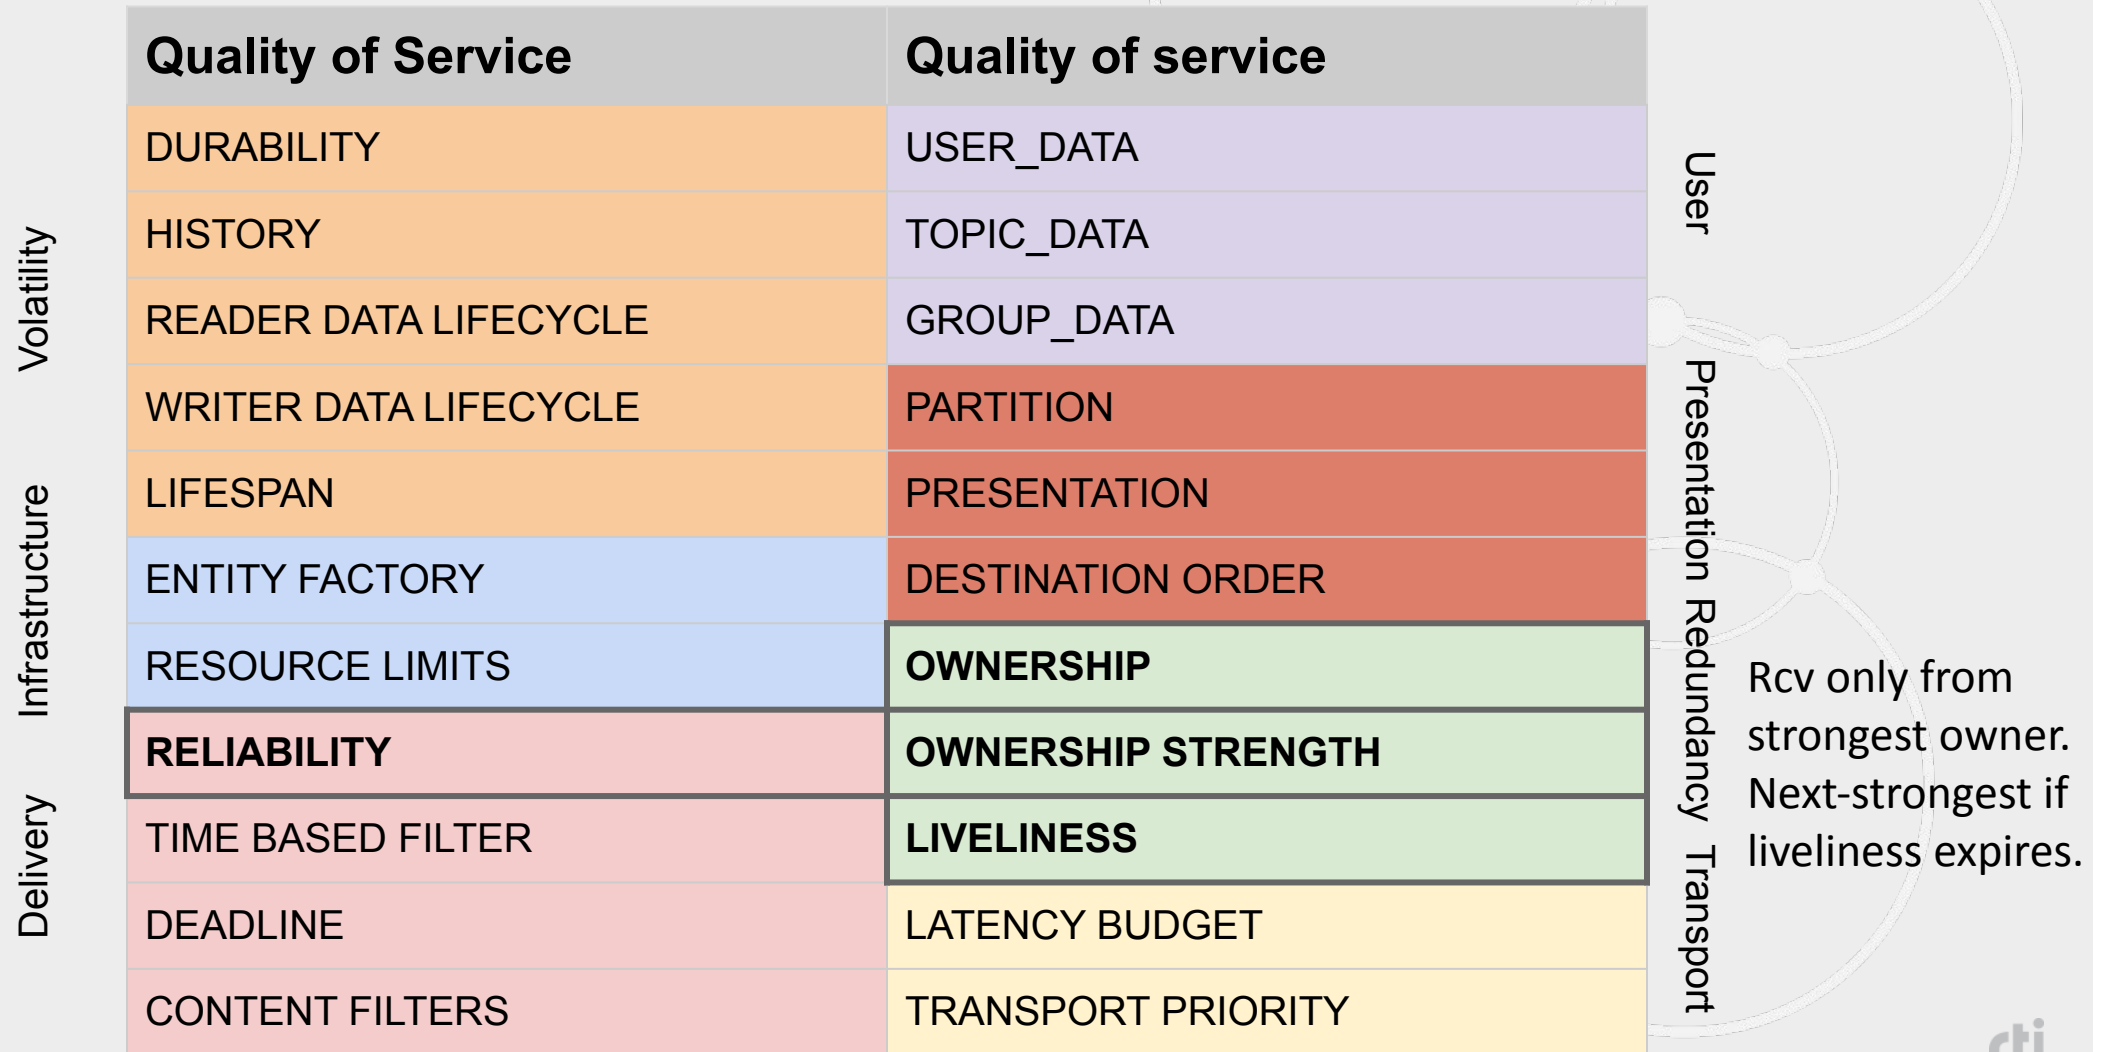 Quality of Service
Quality of service
DURABILITY
USER_DATA
HISTORY
TOPIC_DATA
READER DATA LIFECYCLE
GROUP_DATA
WRITER DATA LIFECYCLE
PARTITION
LIFESPAN
PRESENTATION
ENTITY FACTORY
DESTINATION ORDER
RESOURCE LIMITS
OWNERSHIP
RELIABILITY
OWNERSHIP STRENGTH
TIME BASED FILTER
LIVELINESS
DEADLINE
LATENCY BUDGET
CONTENT FILTERS
TRANSPORT PRIORITY
Volatility
Infrastructure
Delivery
User
Presentation
Redundancy
Transport
Rcv only from
strongest owner.
Next-strongest if
liveliness expires.
rti